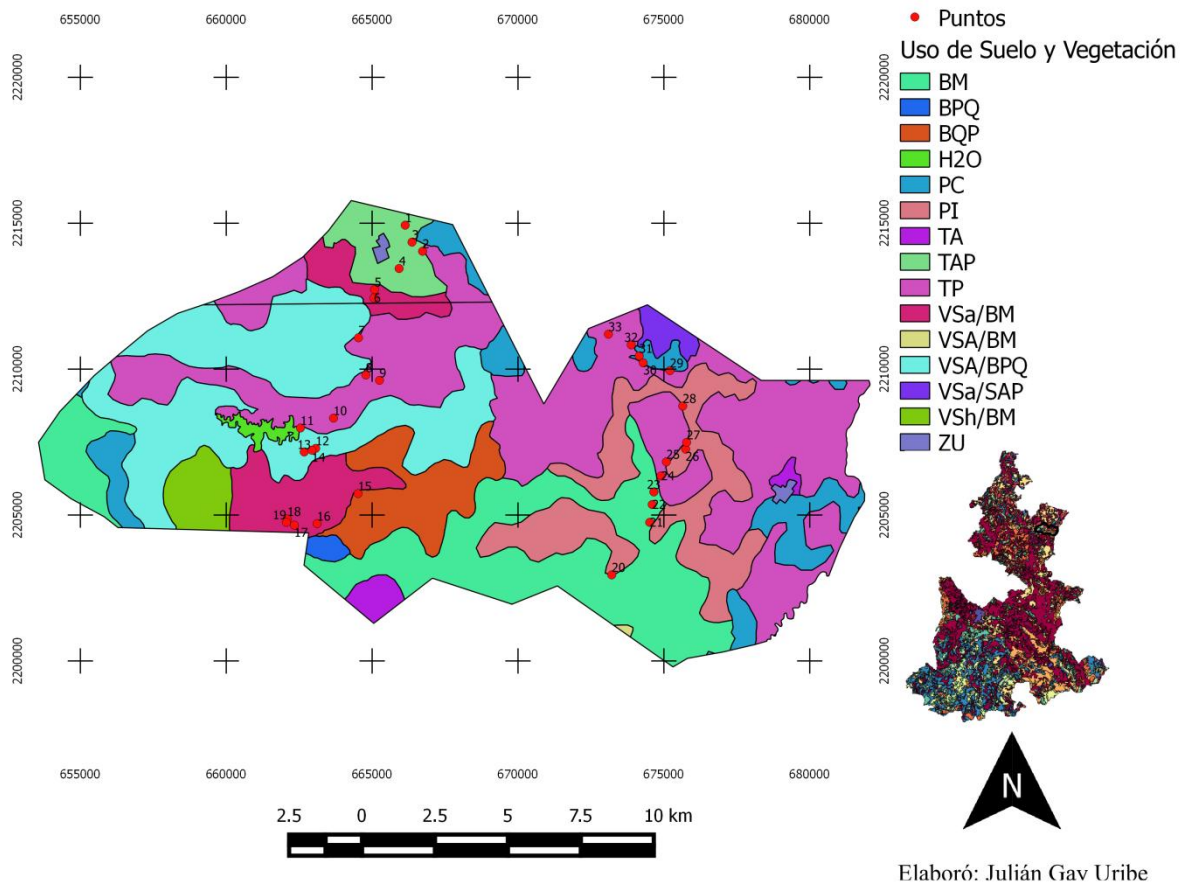 655000 660000 665000 670000 675000 680000
Puntos
Uso de Suelo y Vegetación
BM
BPQ
BQP
H2O
PC
PI
TA
TAP
TP
VSa/BM
VSA/BM
VSA/BPQ
VSa/SAP
VSh/BM
ZU
2220000 2220000
2215000 2215000
2210000 2210000
2205000 2205000
2200000 2200000
1
3
2
4
5
6
7
8
9
10
11
12
13
14
15
16
17
18
19
20
21
22
23
24
25
26
27
28
29
30
31
32
33
655000 660000 665000 670000 675000 680000
2.5 0 2.5 5 7.5 10 km
N
Elaboró: Julián Gay Uribe